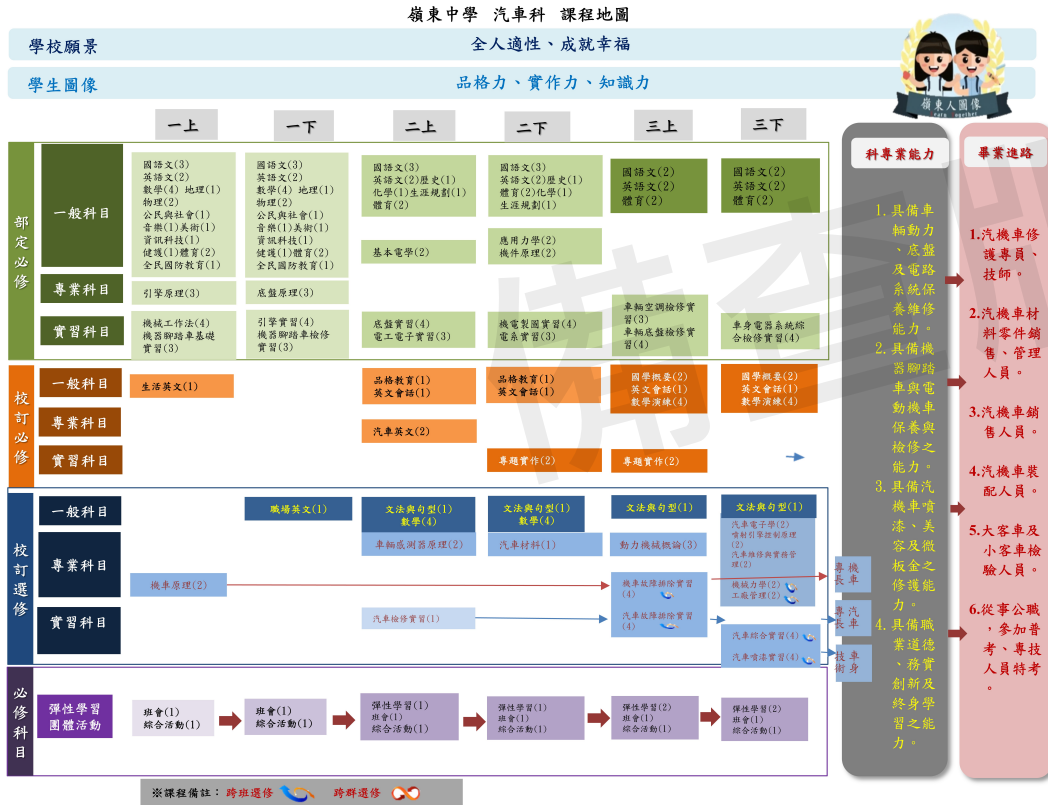 嶺東中學 汽車科 課程地圖
學校願景
全人適性、成就幸福
學生圖像
品格力、實作力、知識力
嶺東人圖像
一上
一下
二上
二下
三上
三下
部定必修
一般科目
國語文(3)
英語文(2)
數學(4) 地理(1)
物理(2)
公民與社會(1)
音樂(1)美術(1)
資訊科技(1)
健護(1)體育(2)
全民國防教育(1)
國語文(3)
英語文(2)
數學(4) 地理(1)
物理(2)
公民與社會(1)
音樂(1)美術(1)
資訊科技(1)
健護(1)體育(2)
全民國防教育(1)
國語文(3)
英語文(2)歷史(1)
化學(1)生涯規劃(1)
體育(2)
國語文(3)
英語文(2)歷史(1)
體育(2)化學(1)
生涯規劃(1)
國語文(2)
英語文(2)
體育(2)
國語文(2)
英語文(2)
體育(2)
基本電學(2)
應用力學(2)
機件原理(2)
專業科目
引擎原理(3)
底盤原理(3)
實習科目
機械工作法(4)
機器腳踏車基礎
實習(3)
引擎實習(4)
機器腳踏車檢修
實習(3)
底盤實習(4)
電工電子實習(3)
機電製圖實習(4)
電系實習(3)
車輛空調檢修實
習(3)
車輛底盤檢修實
習(4)
車身電器系統綜
合檢修實習(4)
校訂必修
一般科目
生活英文(1)
品格教育(1)
英文會話(1)
品格教育(1)
英文會話(1)
國學概要(2)
英文會話(1)
數學演練(4)
國學概要(2)
英文會話(1)
數學演練(4)
專業科目
汽車英文(2)
實習科目
專題實作(2)
專題實作(2)
校訂選修
一般科目
職場英文(1)
文法與句型(1)
數學(4)
文法與句型(1)
數學(4)
文法與句型(1)
文法與句型(1)
專業科目
車輛感測器原理(2)
汽車材料(1)
動力機械概論(3)
汽車電子學(2)
噴射引擎控制原理
(2)
汽車維修與實務管
理(2)
機車原理(2)
機車故障排除實習
(4)
機械力學(2)
工廠管理(2)
實習科目
汽車檢修實習(1)
汽車故障排除實習
(4)
汽車綜合實習(4)
汽車噴漆實習(4)
機車專長
汽車專長
車身技術
必修科目
彈性學習
團體活動
班會(1)
綜合活動(1)
班會(1)
綜合活動(1)
彈性學習(1)
班會(1)
綜合活動(1)
彈性學習(1)
班會(1)
綜合活動(1)
彈性學習(2)
班會(1)
綜合活動(1)
彈性學習(2)
班會(1)
綜合活動(1)
※課程備註：跨班選修
跨群選修
科專業能力
1.具備車
輛動力
、底盤
及電路
系統保
養維修
能力。
2.具備機
器腳踏
車與電
動機車
保養與
檢修之
能力。
3.具備汽
機車噴
漆、美
容及微
板金之
修護能
力。
4.具備職
業道德
、務實
創新及
終身學
習之能
力。
畢業進路
1.汽機車修
護專員、
技師。
2.汽機車材
料零件銷
售、管理
人員。
3.汽機車銷
售人員。
4.汽機車裝
配人員。
5.大客車及
小客車檢
驗人員。
6.從事公職
，參加普
考、專技
人員特考
。
備查版